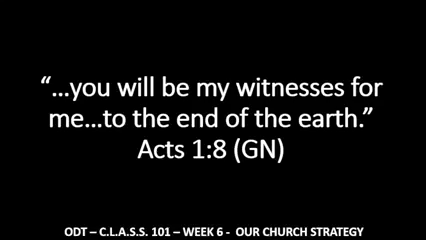 “…you will be my witnesses for
me…to the end of the earth.”
Acts 1:8 (GN)
ODT – C.L.A.S.S. 101 – WEEK 6 - OUR CHURCH STRATEGY